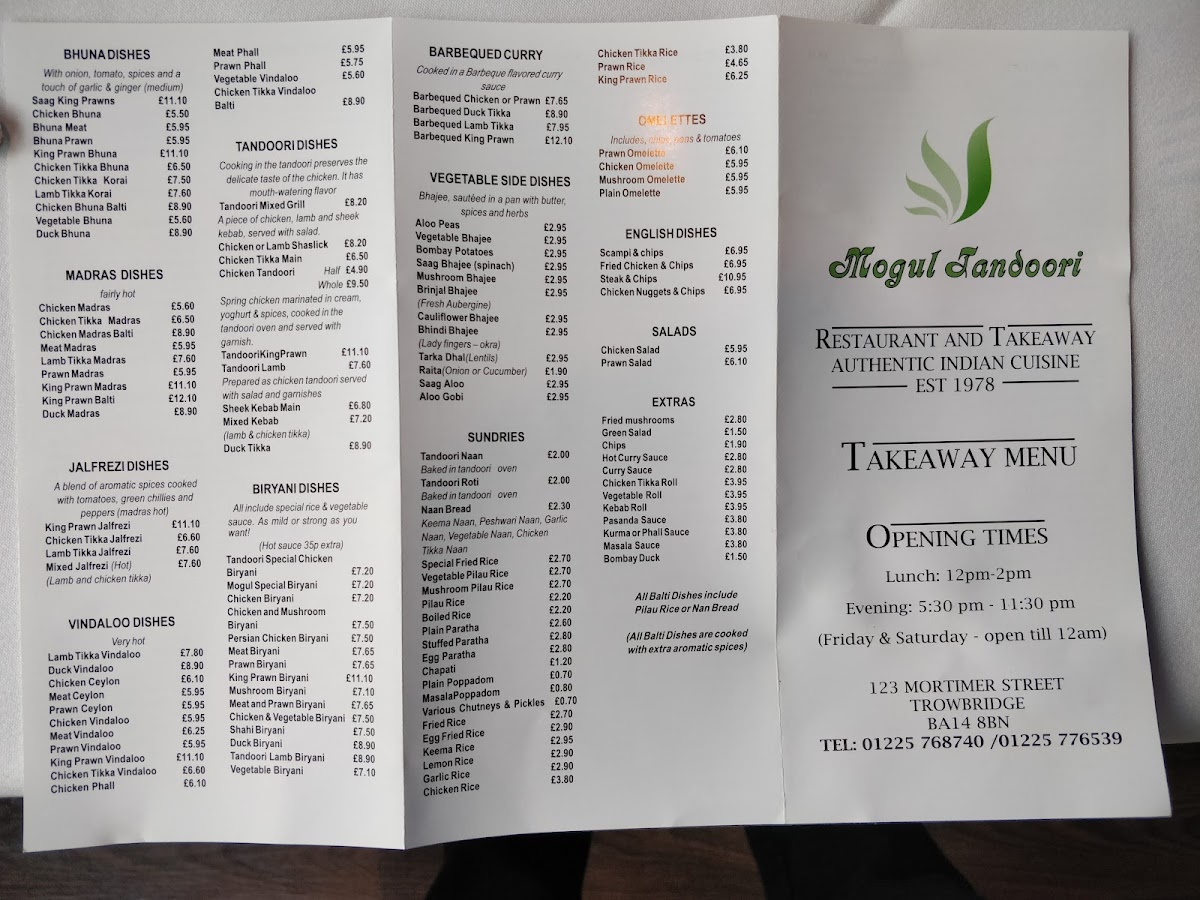 BHUNA DISHES
With onion, tomato, spices and a
touch of garlic & ginger (medium)
Saag King Prawns £11.10
Chicken Bhuna £5.50
Bhuna Meat £5.95
Bhuna Prawn £5.95
King Prawn Bhuna £11.10
Chicken Tikka Bhuna £6.50
Chicken Tikka Korai £7.50
Lamb Tikka Korai £7.60
Chicken Bhuna Balti £8.90
Vegetable Bhuna £5.60
Duck Bhuna £8.90
MADRAS DISHES
fairly hot
Chicken Madras £5.60
Chicken Tikka Madras £6.50
Chicken Madras Balti £8.90
Meat Madras £5.95
Lamb Tikka Madras £7.60
Prawn Madras £5.95
King Prawn Madras £11.10
King Prawn Balti £12.10
Duck Madras £8.90
JALFREZI DISHES
A blend of aromatic spices cooked
with tomatoes, green chillies and
peppers (madras hot)
King Prawn Jalfrezi £11.10
Chicken Tikka Jalfrezi £6.60
Lamb Tikka Jalfrezi £7.60
Mixed Jalfrezi (Hot) £7.60
(Lamb and chicken tikka)
VINDALOO DISHES
Very hot
Lamb Tikka Vindaloo £7.80
Duck Vindaloo £8.90
Chicken Ceylon £6.10
Meat Ceylon £5.95
Prawn Ceylon £5.95
Chicken Vindaloo £5.95
Meat Vindaloo £6.25
Prawn Vindaloo £5.95
King Prawn Vindaloo £11.10
Chicken Tikka Vindaloo £6.60
Chicken Phall £6.10
Meat Phall £5.95
Prawn Phall £5.75
Vegetable Vindaloo £5.60
Chicken Tikka Vindaloo
Balti £8.90
TANDOORI DISHES
Cooking in the tandoori preserves the
delicate taste of the chicken. It has
mouth-watering flavor
Tandoori Mixed Grill £8.20
A piece of chicken, lamb and sheek
kebab, served with salad.
Chicken or Lamb Shaslick £8.20
Chicken Tikka Main £6.50
Chicken Tandoori Half £4.90
Whole £9.50
Spring chicken marinated in cream,
yoghurt & spices, cooked in the
tandoori oven and served with
garnish.
TandooriKingPrawn £11.10
Tandoori Lamb £7.60
Prepared as chicken tandoori served
with salad and garnishes
Sheek Kebab Main £6.80
Mixed Kebab £7.20
(lamb & chicken tikka)
Duck Tikka £8.90
BIRYANI DISHES
All include special rice & vegetable
sauce. As mild or strong as you
want!
(Hot sauce 35p extra)
Tandoori Special Chicken
Biryani £7.20
Mogul Special Biryani £7.20
Chicken Biryani £7.20
Chicken and Mushroom
Biryani £7.50
Persian Chicken Biryani £7.50
Meat Biryani £7.65
Prawn Biryani £7.65
King Prawn Biryani £11.10
Mushroom Biryani £7.10
Meat and Prawn Biryani £7.65
Chicken & Vegetable Biryani £7.50
Shahi Biryani £7.50
Duck Biryani £8.90
Tandoori Lamb Biryani £8.90
Vegetable Biryani £7.10
BARBEQUED CURRY
Cooked in a Barbeque flavored curry
sauce
Barbequed Chicken or Prawn £7.65
Barbequed Duck Tikka £8.90
Barbequed Lamb Tikka £7.95
Barbequed King Prawn £12.10
VEGETABLE SIDE DISHES
Bhajee, sautéed in a pan with butter,
spices and herbs
Aloo Peas £2.95
Vegetable Bhajee £2.95
Bombay Potatoes £2.95
Saag Bhajee (spinach) £2.95
Mushroom Bhajee £2.95
Brinjal Bhajee £2.95
(Fresh Aubergine)
Cauliflower Bhajee £2.95
Bhindi Bhajee £2.95
(Lady fingers – okra)
Tarka Dhal(Lentils) £2.95
Raita(Onion or Cucumber) £1.90
Saag Aloo £2.95
Aloo Gobi £2.95
SUNDRIES
Tandoori Naan £2.00
Baked in tandoori oven
Tandoori Roti £2.00
Baked in tandoori oven
Naan Bread £2.30
Keema Naan, Peshwari Naan, Garlic
Naan, Vegetable Naan, Chicken
Tikka Naan
Special Fried Rice £2.70
Vegetable Pilau Rice £2.70
Mushroom Pilau Rice £2.70
Pilau Rice £2.20
Boiled Rice £2.20
Plain Paratha £2.60
Stuffed Paratha £2.80
Egg Paratha £2.80
Chapati £1.20
Plain Poppadom £0.70
MasalaPoppadom £0.80
Various Chutneys & Pickles £0.70
Fried Rice £2.70
Egg Fried Rice £2.90
Keema Rice £2.95
Lemon Rice £2.90
Garlic Rice £2.90
Chicken Rice £3.80
Chicken Tikka Rice £3.80
Prawn Rice £4.65
King Prawn Rice £6.25
OMELETTES
Includes, chips, peas & tomatoes
Prawn Omelette £6.10
Chicken Omelette £5.95
Mushroom Omelette £5.95
Plain Omelette £5.95
ENGLISH DISHES
Scampi & chips £6.95
Fried Chicken & Chips £6.95
Steak & Chips £10.95
Chicken Nuggets & Chips £6.95
SALADS
Chicken Salad £5.95
Prawn Salad £6.10
EXTRAS
Fried mushrooms £2.80
Green Salad £1.50
Chips £1.90
Hot Curry Sauce £2.80
Curry Sauce £2.80
Chicken Tikka Roll £3.95
Vegetable Roll £3.95
Kebab Roll £3.95
Pasanda Sauce £3.80
Kurma or Phall Sauce £3.80
Masala Sauce £3.80
Bombay Duck £1.50
All Balti Dishes include
Pilau Rice or Nan Bread
(All Balti Dishes are cooked
with extra aromatic spices)
Mogul Tandoori
RESTAURANT AND TAKEAWAY
AUTHENTIC INDIAN CUISINE
EST 1978
TAKEAWAY MENU
OPENING TIMES
Lunch: 12pm-2pm
Evening: 5:30 pm - 11:30 pm
(Friday & Saturday - open till 12am)
123 MORTIMER STREET
TROWBRIDGE
BA14 8BN
TEL: 01225 768740 /01225 776539